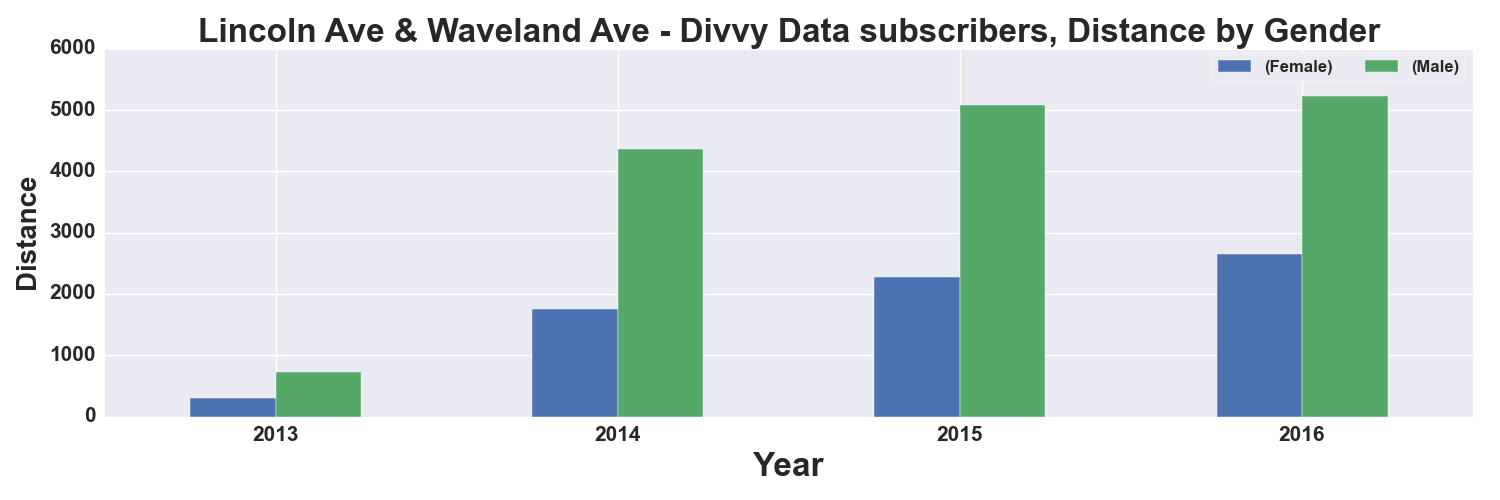 Lincoln Ave & Waveland Ave - Divvy Data subscribers, Distance by Gender
(Female) (Male)
6000
5000
4000
3000
2000
1000
0
Distance
2013 2014 2015 2016
Year